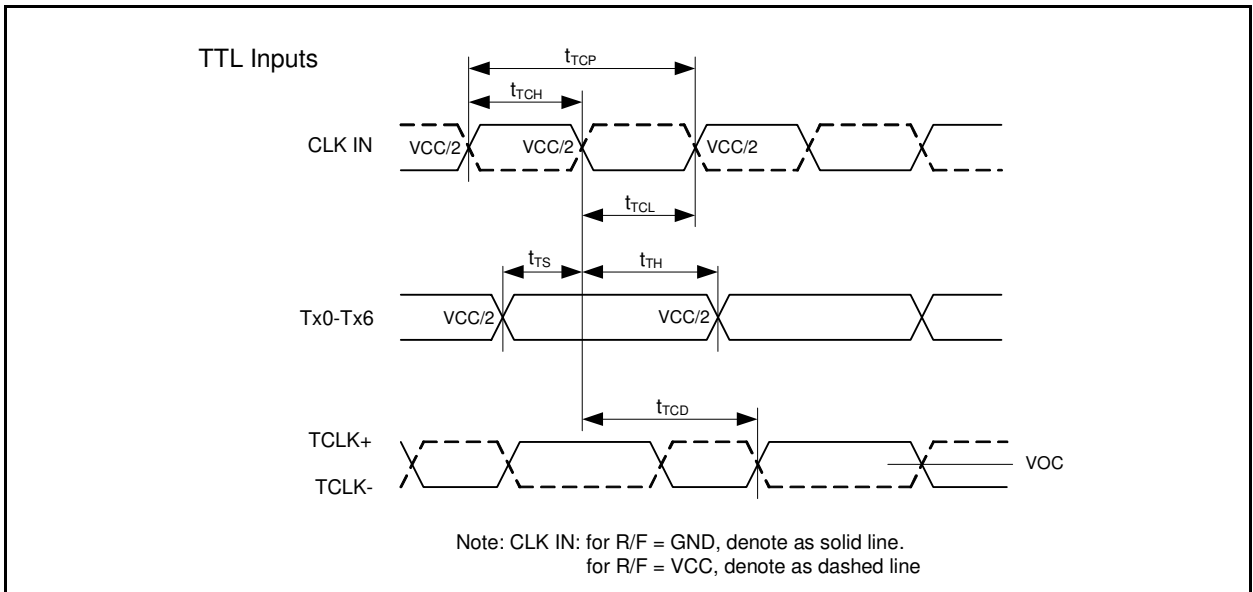 TTL Inputs
tTCP
tTCH
CLK IN
VCC/2
VCC/2
VCC/2
tTCL
tTS
tTH
Tx0-Tx6
VCC/2
VCC/2
tTCD
TCLK+
VOC
TCLK-
Note: CLK IN: for R/F = GND, denote as solid line.
for R/F = VCC, denote as dashed line